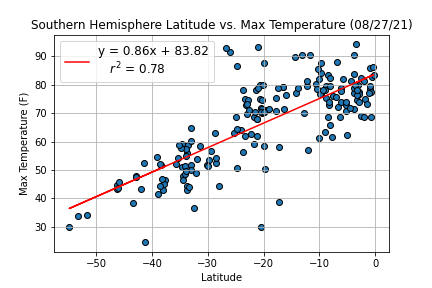 Southern Hemisphere Latitude vs. Max Temperature (08/27/21)
y = 0.86x + 83.82
r² = 0.78
Max Temperature (F)
90
80
70
60
50
40
30
−50
−40
−30
−20
−10
0
Latitude